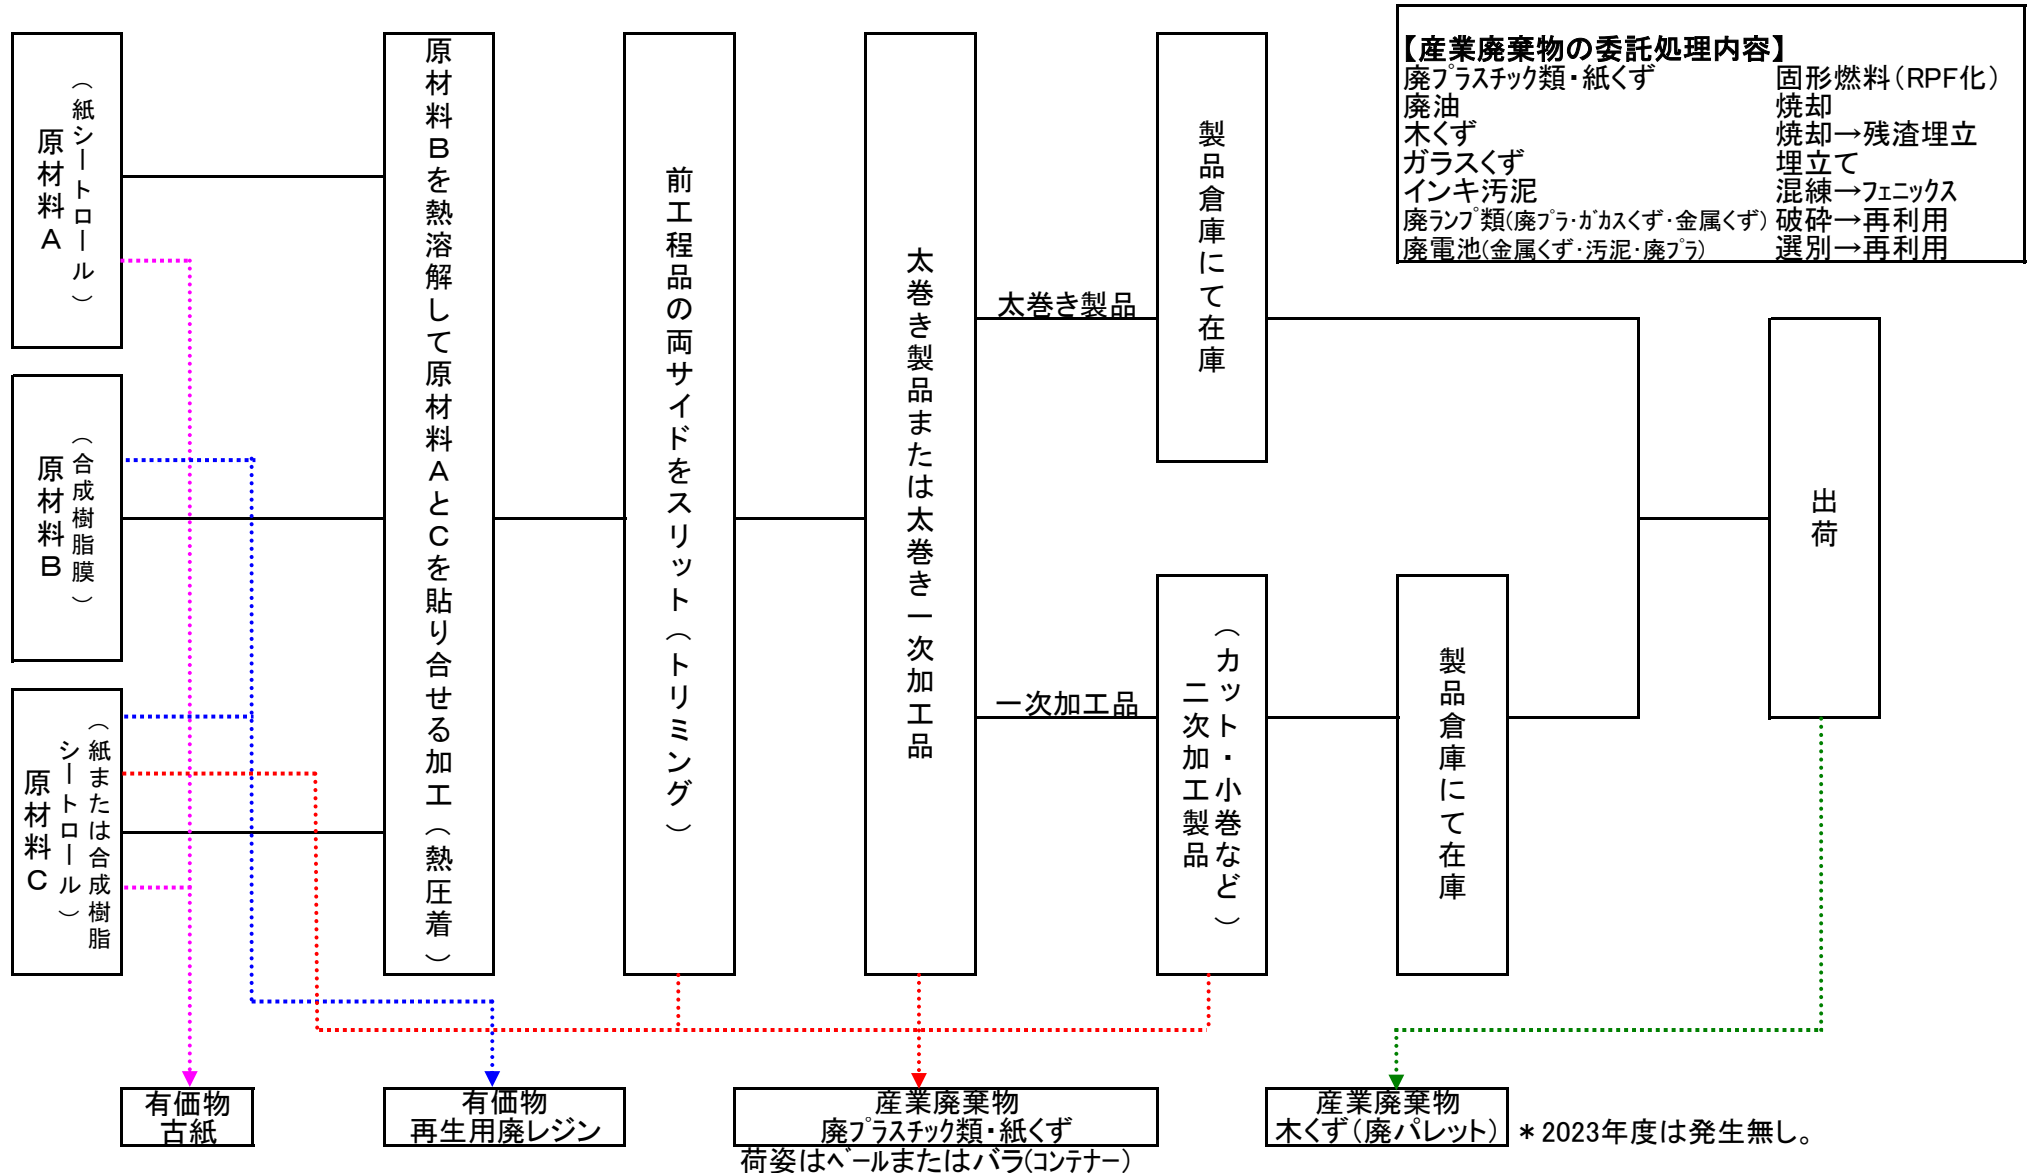 原材料A
（紙シートロール）
原材料B
（合成樹脂膜）
原材料C
（紙または合成樹脂
シートロール）
原材料Bを熱溶解して原材料AとCを貼り合せる加工（熱圧着）
前工程品の両サイドをスリット（トリミング）
太巻き製品または太巻き一次加工品
太巻き製品
一次加工品
製品倉庫にて在庫
（カット・小巻など）
二次加工製品
製品倉庫にて在庫
出荷
【産業廃棄物の委託処理内容】
廃ﾌﾟﾗｽﾁｯｸ類・紙くず 固形燃料（RPF化）
廃油 焼却
木くず 焼却→残渣埋立
ガラスくず 埋立て
インキ汚泥 混練→ﾌｪﾆｯｸｽ
廃ﾗﾝﾌﾟ類(廃ﾌﾟﾗ・ｶﾞｶｽくず・金属くず) 破砕→再利用
廃電池(金属くず・汚泥・廃ﾌﾟﾗ) 選別→再利用
有価物
古紙
有価物
再生用廃レジン
産業廃棄物
廃ﾌﾟﾗｽﾁｯｸ類・紙くず
荷姿はﾍﾞｰﾙまたはバラ(ｺﾝﾃﾅｰ)
産業廃棄物
木くず（廃パレット）
＊2023年度は発生無し。